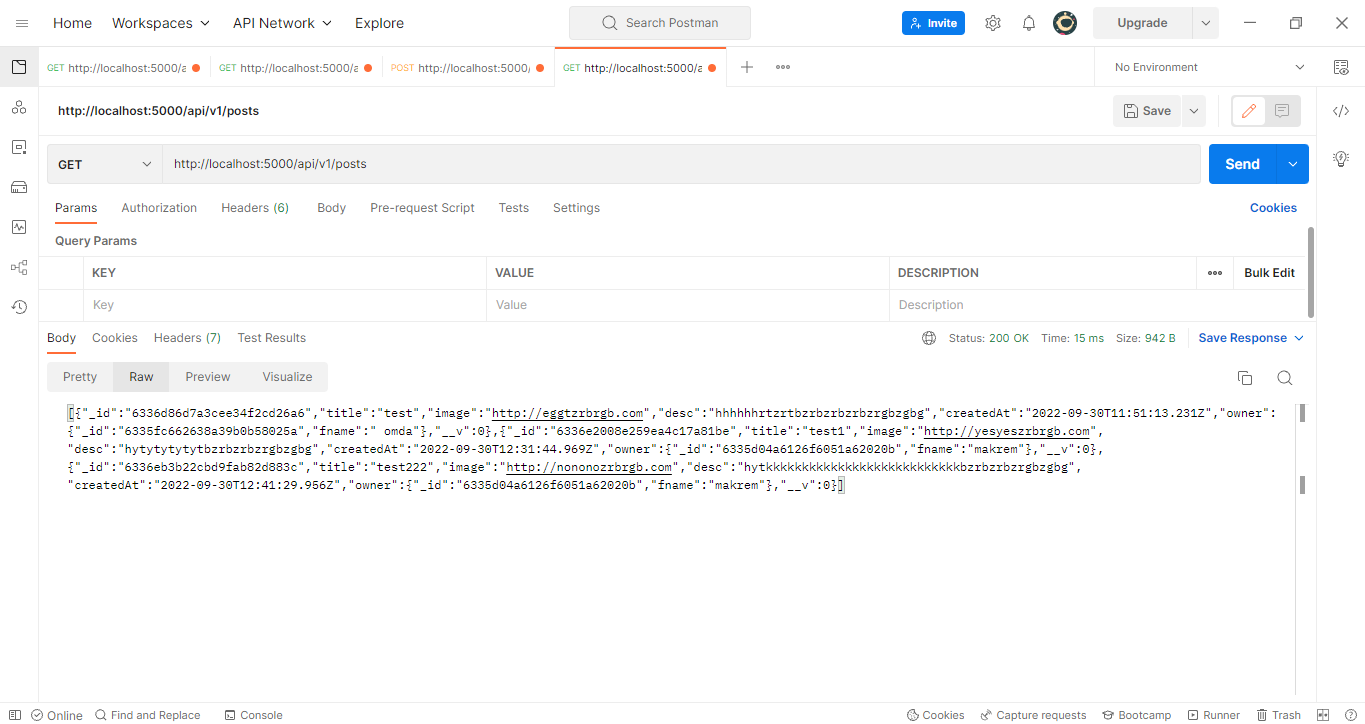 Home Workspaces API Network Explore Search Postman Invite Upgrade
GET http://localhost:5000/a GET http://localhost:5000/a POST http://localhost:5000/ GET http://localhost:5000/a No Environment
http://localhost:5000/api/v1/posts Save
GET http://localhost:5000/api/v1/posts Send
Params Authorization Headers (6) Body Pre-request Script Tests Settings Cookies
Query Params
KEY VALUE DESCRIPTION Bulk Edit
Key Value Description
Body Cookies Headers (7) Test Results Status: 200 OK Time: 15 ms Size: 942 B Save Response
Pretty Raw Preview Visualize
[{"_id":"6336d86d7a3cee34f2cd26a6","title":"test","image":"http://eggtzrbrgb.com","desc":"hhhhhhrtzrtbzrbzrbzrbzrgbzgbg","createdAt":"2022-09-30T11:51:13.231Z","owner":
{"_id":"6335fc662638a39b0b58025a","fname":" omda"},"__v":0},{"_id":"6336e2008e259ea4c17a81be","title":"test1","image":"http://yesyeszrbrgb.com",
"desc":"hytytytytytbzrbzrbzrgbzgbg","createdAt":"2022-09-30T12:31:44.969Z","owner":{"_id":"6335d04a6126f6051a62020b","fname":"makrem"},"__v":0},
{"_id":"6336eb3b22cbd9fab82d883c","title":"test222","image":"http://nononozrbrgb.com","desc":"hytkkkkkkkkkkkkkkkkkkkkkkkkkkkbzrbzrbzrgbzgbg",
"createdAt":"2022-09-30T12:41:29.956Z","owner":{"_id":"6335d04a6126f6051a62020b","fname":"makrem"},"__v":0}]
Online Find and Replace Console Cookies Capture requests Bootcamp Runner Trash